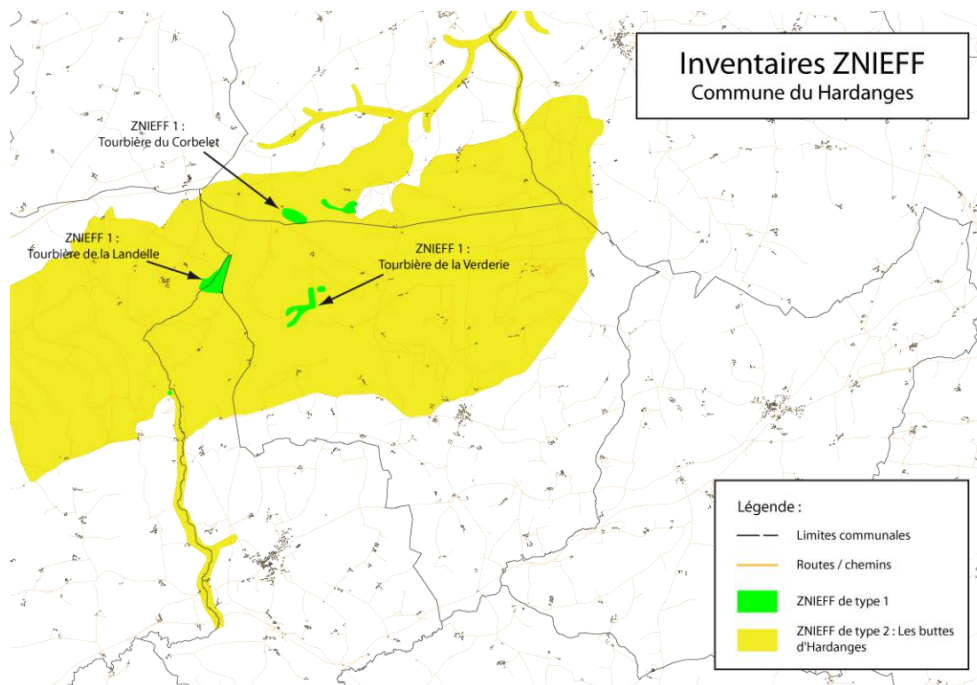 Inventaires ZNIEFF
Commune du Hardanges
ZNIEFF 1 :
Tourbière du Corbelet
ZNIEFF 1 :
Tourbière de la Landelle
ZNIEFF 1 :
Tourbière de la Verderie
Légende :
Limites communales
Routes / chemins
ZNIEFF de type 1
ZNIEFF de type 2 : Les buttes
d'Hardanges